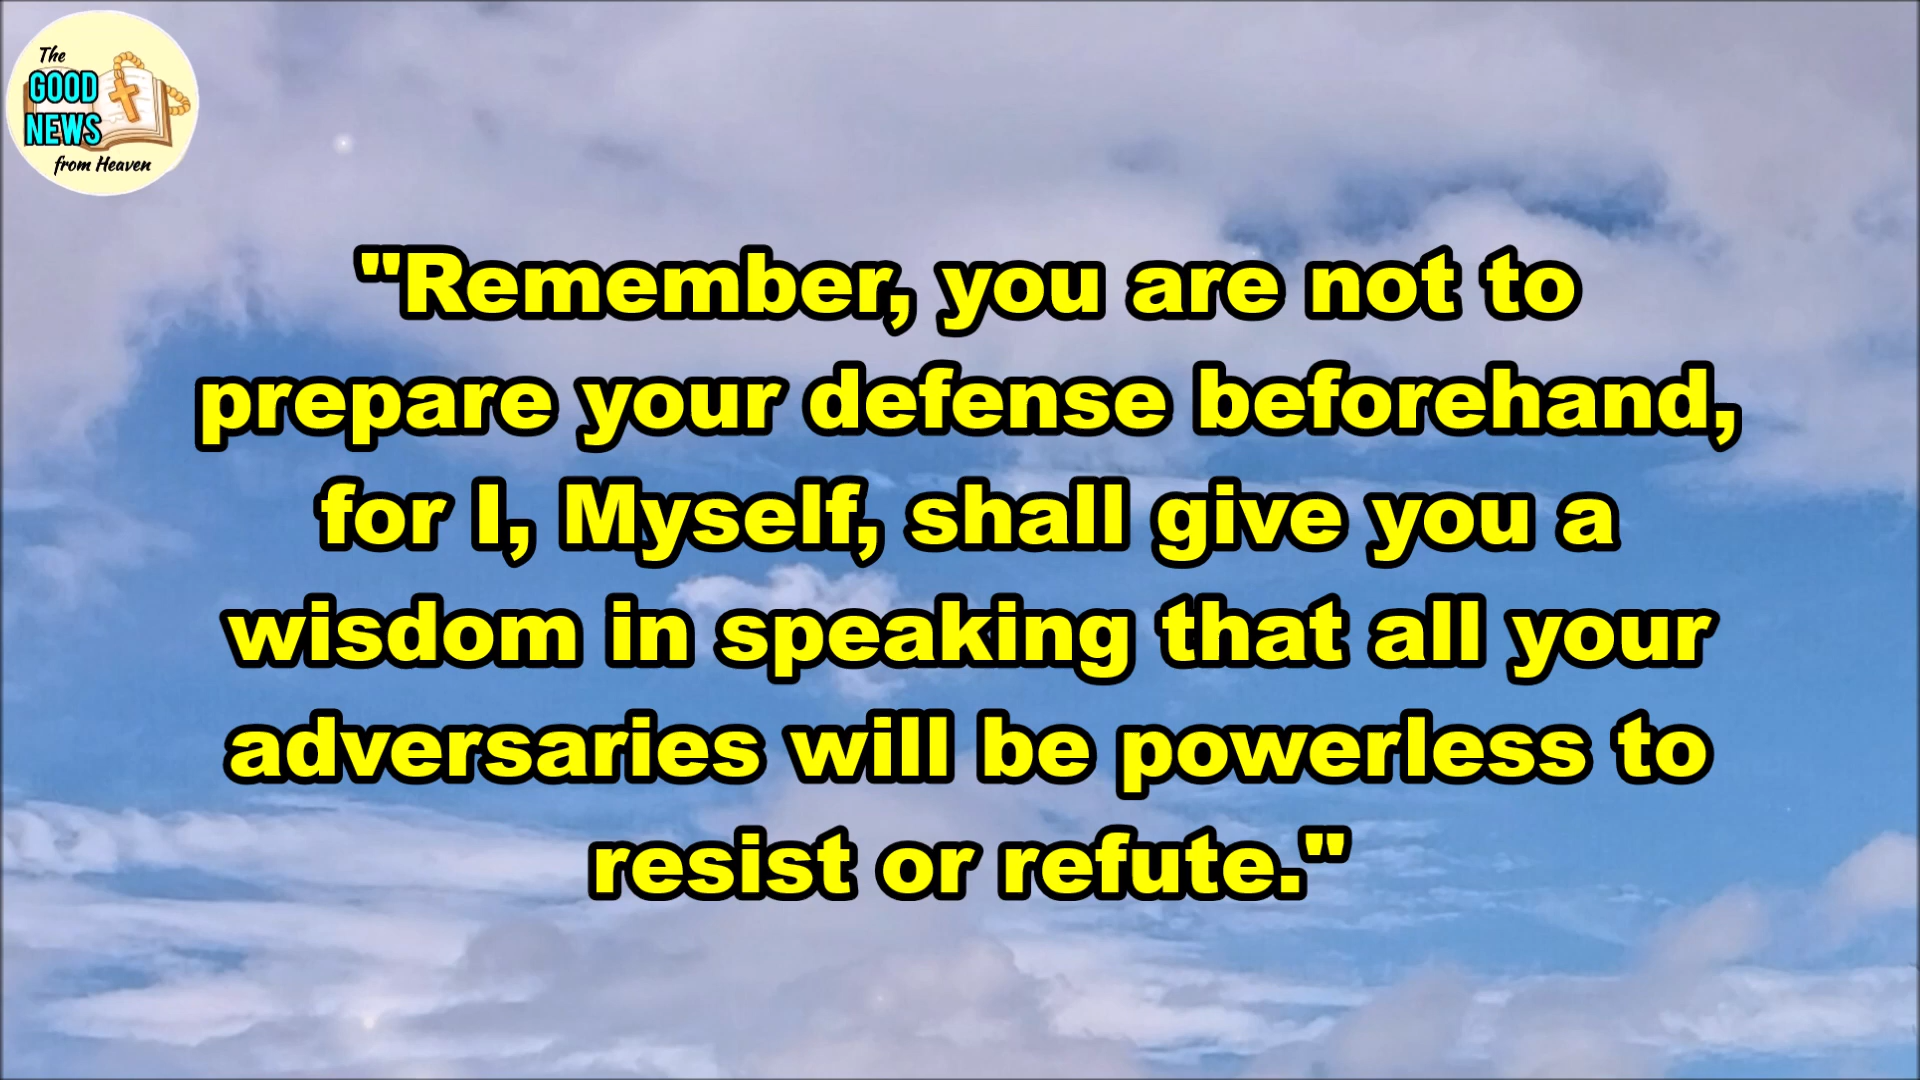 The
GOOD
NEWS
from Heaven
"Remember, you are not to
prepare your defense beforehand,
for I, Myself, shall give you a
wisdom in speaking that all your
adversaries will be powerless to
resist or refute."